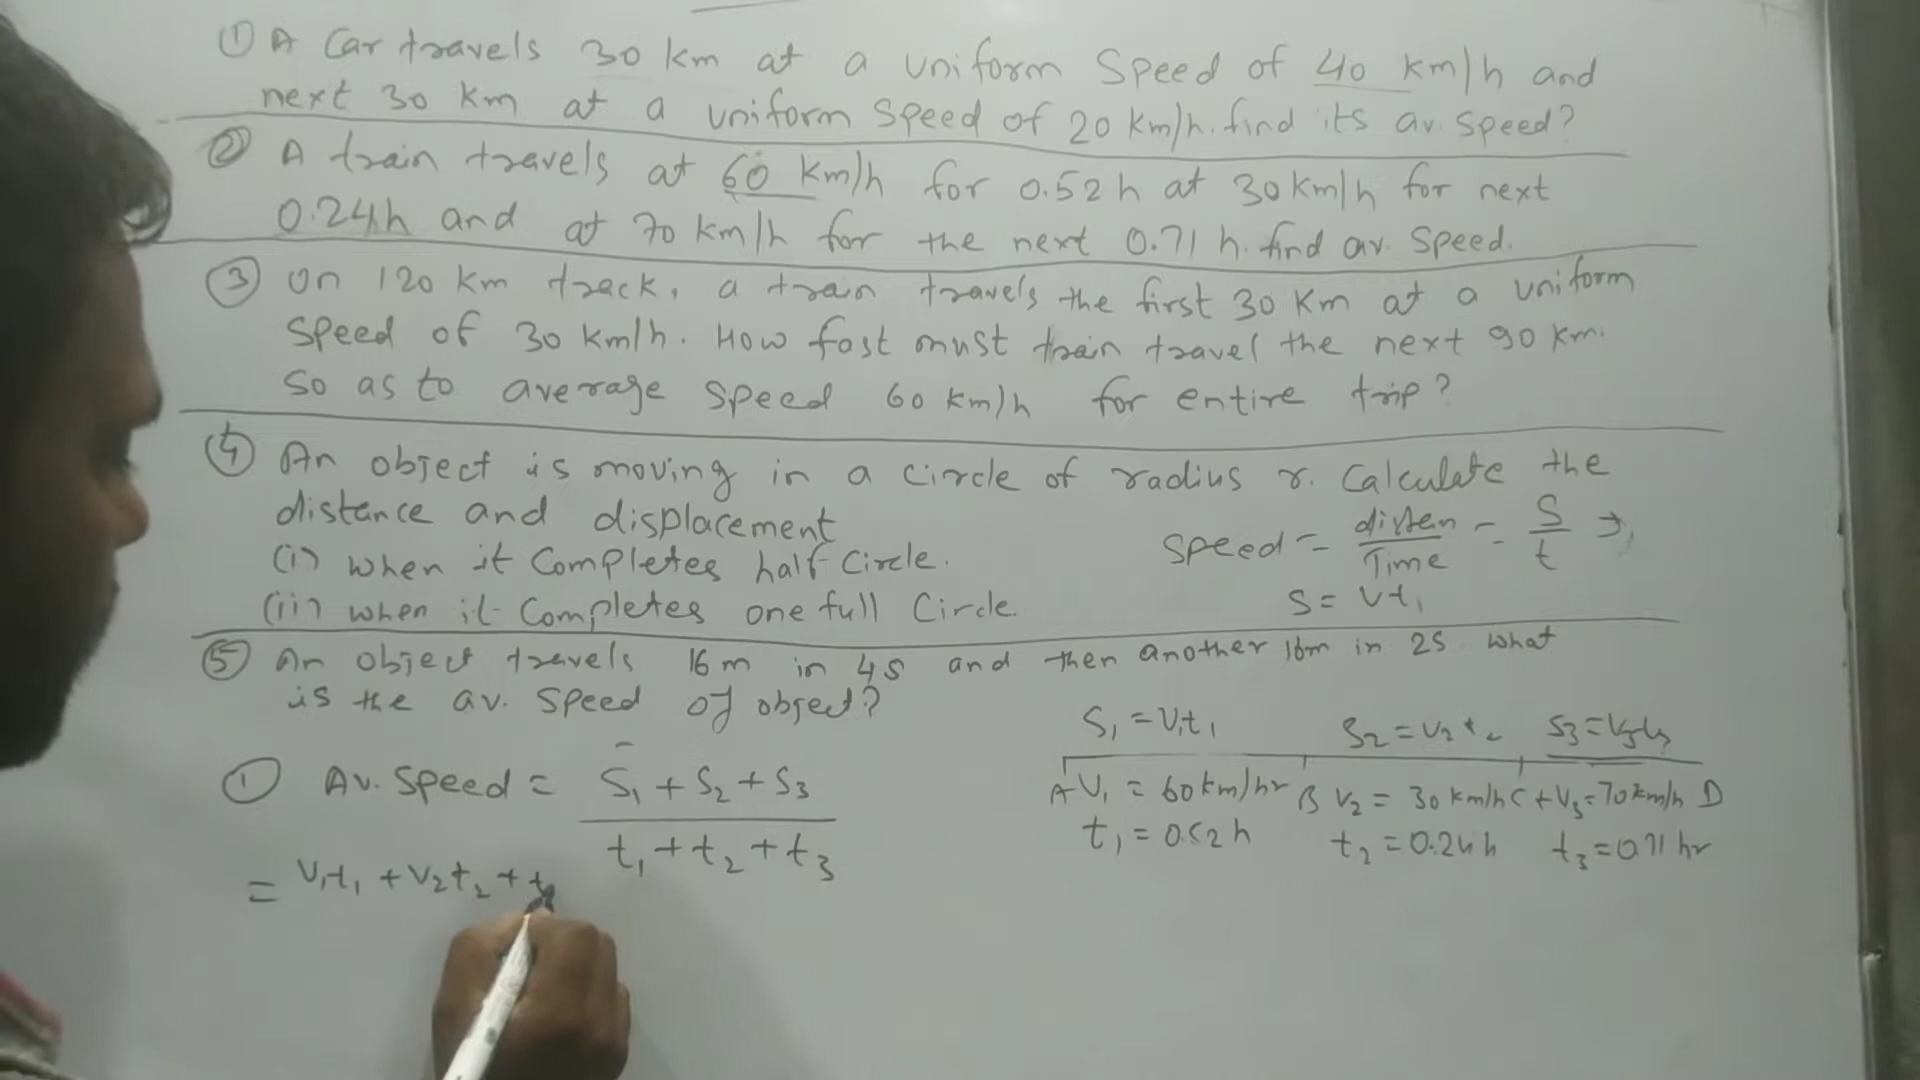 ① A Car travels 30 km at a uniform Speed of 40 km/h and
next 30 km at a uniform Speed of 20 km/h. find its av. Speed?
② A train travels at 60 km/h for 0.52 h at 30 km/h for next
0.24h and at 70 km/h for the next 0.71 h. find av. Speed.
③ On 120 km track, a train travels the first 30 km at a uniform
Speed of 30 km/h. How fast must train travel the next 90 km.
So as to average Speed 60 km/h for entire trip?
④ An object is moving in a circle of radius r. Calculate the
distance and displacement
(i) when it Completes half Circle.
(ii) when it Completes one full Circle.
Speed = distan/Time = S/t ⇒
S = Vt,
⑤ An object travels 16m in 4s and then another 16m in 2s. what
is the av. Speed of object?
① Av. Speed = S₁ + S₂ + S₃
t₁ + t₂ + t₃
= V₁t₁ + V₂t₂ +
S₁ = V₁t₁ S₂ = V₂t₂ S₃ = V₃t₃
A V₁ = 60 km/hr B V₂ = 30 km/h C + V₃ = 70 km/h D
t₁ = 0.52 h t₂ = 0.24 h t₃ = 0.71 hr